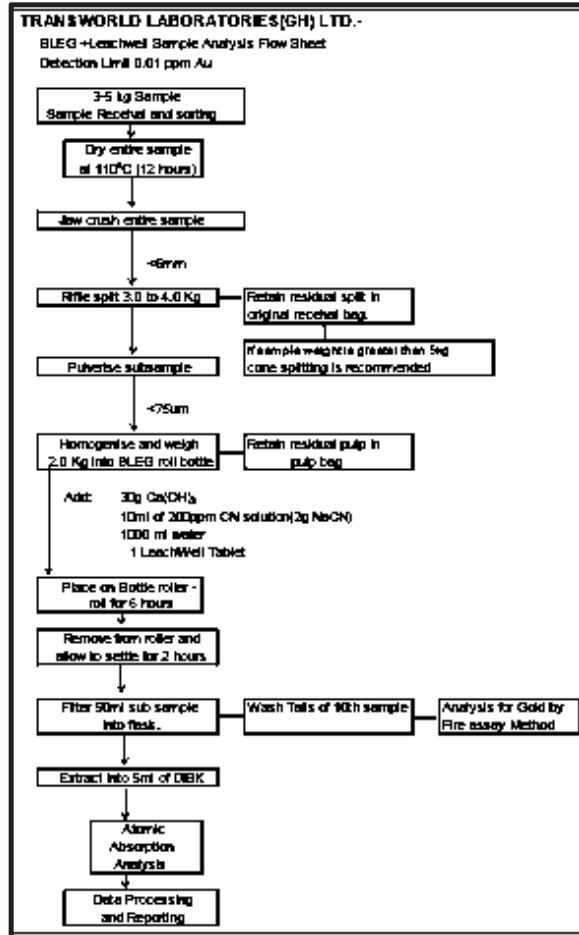 TRANSWORLD LABORATORIES(GH) LTD.-
BLEG +Leachwell Sample Analysis Flow Sheet
Detection Limit 0.01 ppm Au
3-5 kg Sample
Sample Receival and sorting
Dry entire sample
at 110°C (12 hours)
Jaw crush entire sample
<6mm
Riffle split 3.0 to 4.0 Kg
Retain residual split in
original receival bag.
If sample weight is greater than 5kg
cone splitting is recommended
Pulverise subsample
<75um
Homogenise and weigh
2.0 Kg into BLEG roll bottle
Retain residual pulp in
pulp bag
Add: 30g Ca(OH)₂
10ml of 200ppm CN solution(2g NaCN)
1000 ml water
1 LeachWell Tablet
Place on Bottle roller -
roll for 6 hours
Remove from roller and
allow to settle for 2 hours
Filter 50ml sub sample
into flask.
Wash Tails of 10th sample
Analysis for Gold by
Fire assay Method
Extract into 5ml of DIBK
Atomic
Absorption
Analysis
Data Processing
and Reporting